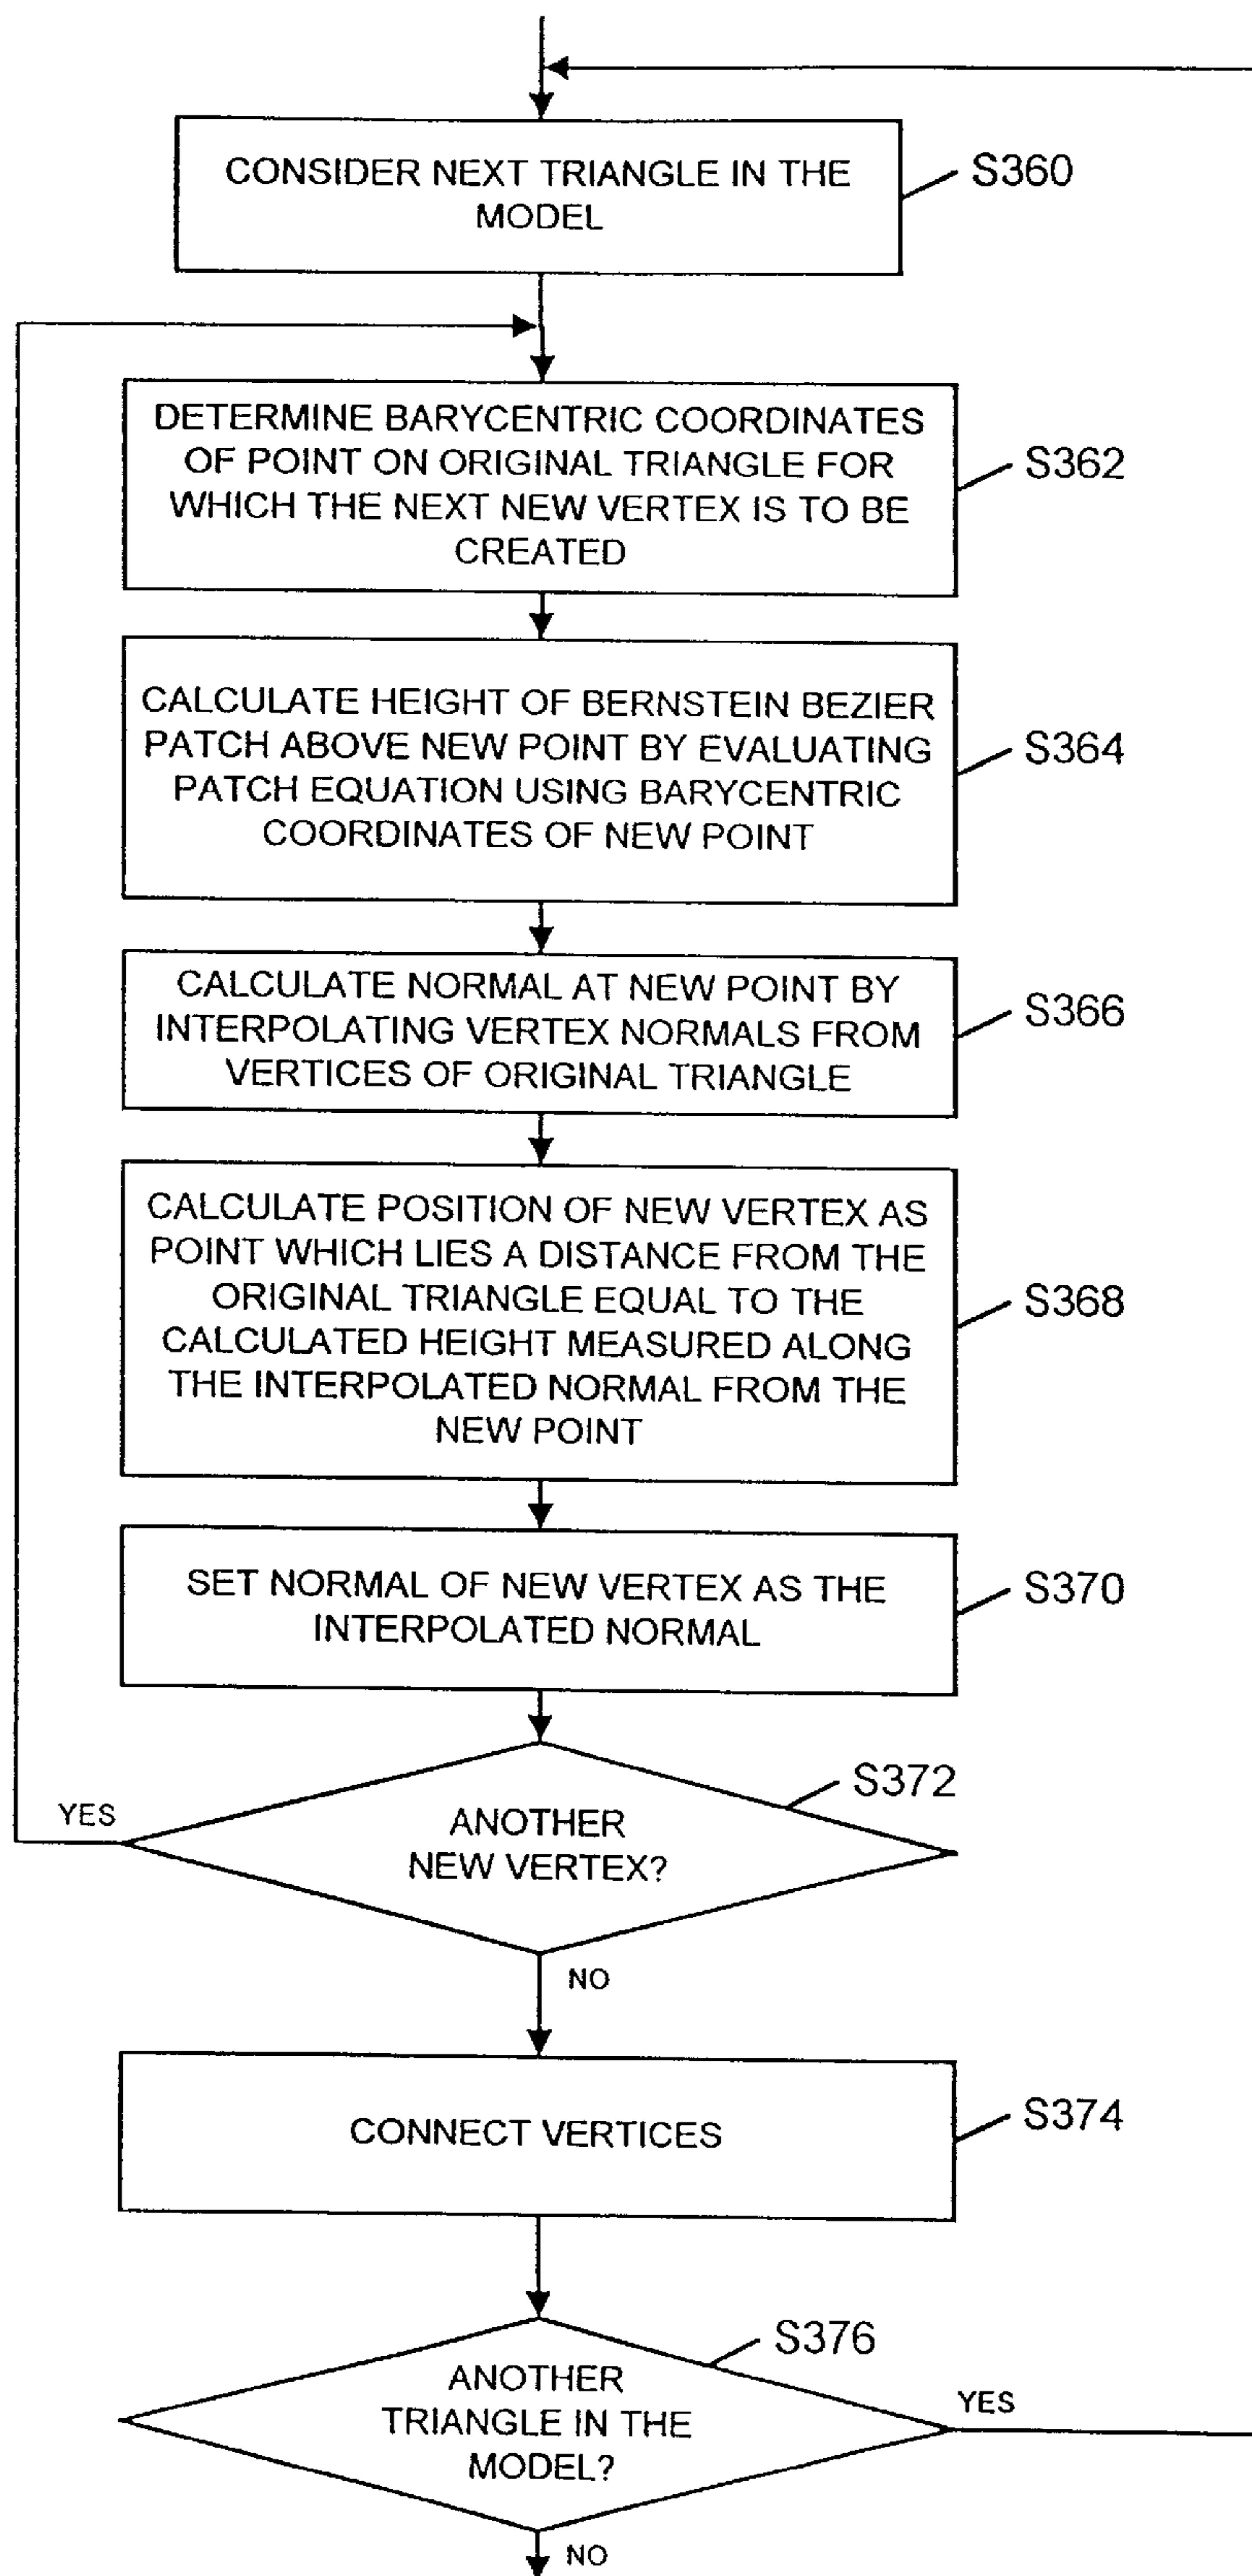 CONSIDER NEXT TRIANGLE IN THE
MODEL
S360
DETERMINE BARYCENTRIC COORDINATES
OF POINT ON ORIGINAL TRIANGLE FOR
WHICH THE NEXT NEW VERTEX IS TO BE
CREATED
S362
CALCULATE HEIGHT OF BERNSTEIN BEZIER
PATCH ABOVE NEW POINT BY EVALUATING
PATCH EQUATION USING BARYCENTRIC
COORDINATES OF NEW POINT
S364
CALCULATE NORMAL AT NEW POINT BY
INTERPOLATING VERTEX NORMALS FROM
VERTICES OF ORIGINAL TRIANGLE
S366
CALCULATE POSITION OF NEW VERTEX AS
POINT WHICH LIES A DISTANCE FROM THE
ORIGINAL TRIANGLE EQUAL TO THE
CALCULATED HEIGHT MEASURED ALONG
THE INTERPOLATED NORMAL FROM THE
NEW POINT
S368
SET NORMAL OF NEW VERTEX AS THE
INTERPOLATED NORMAL
S370
S372
YES
ANOTHER
NEW VERTEX?
NO
CONNECT VERTICES
S374
S376
ANOTHER
TRIANGLE IN THE
MODEL?
YES
NO